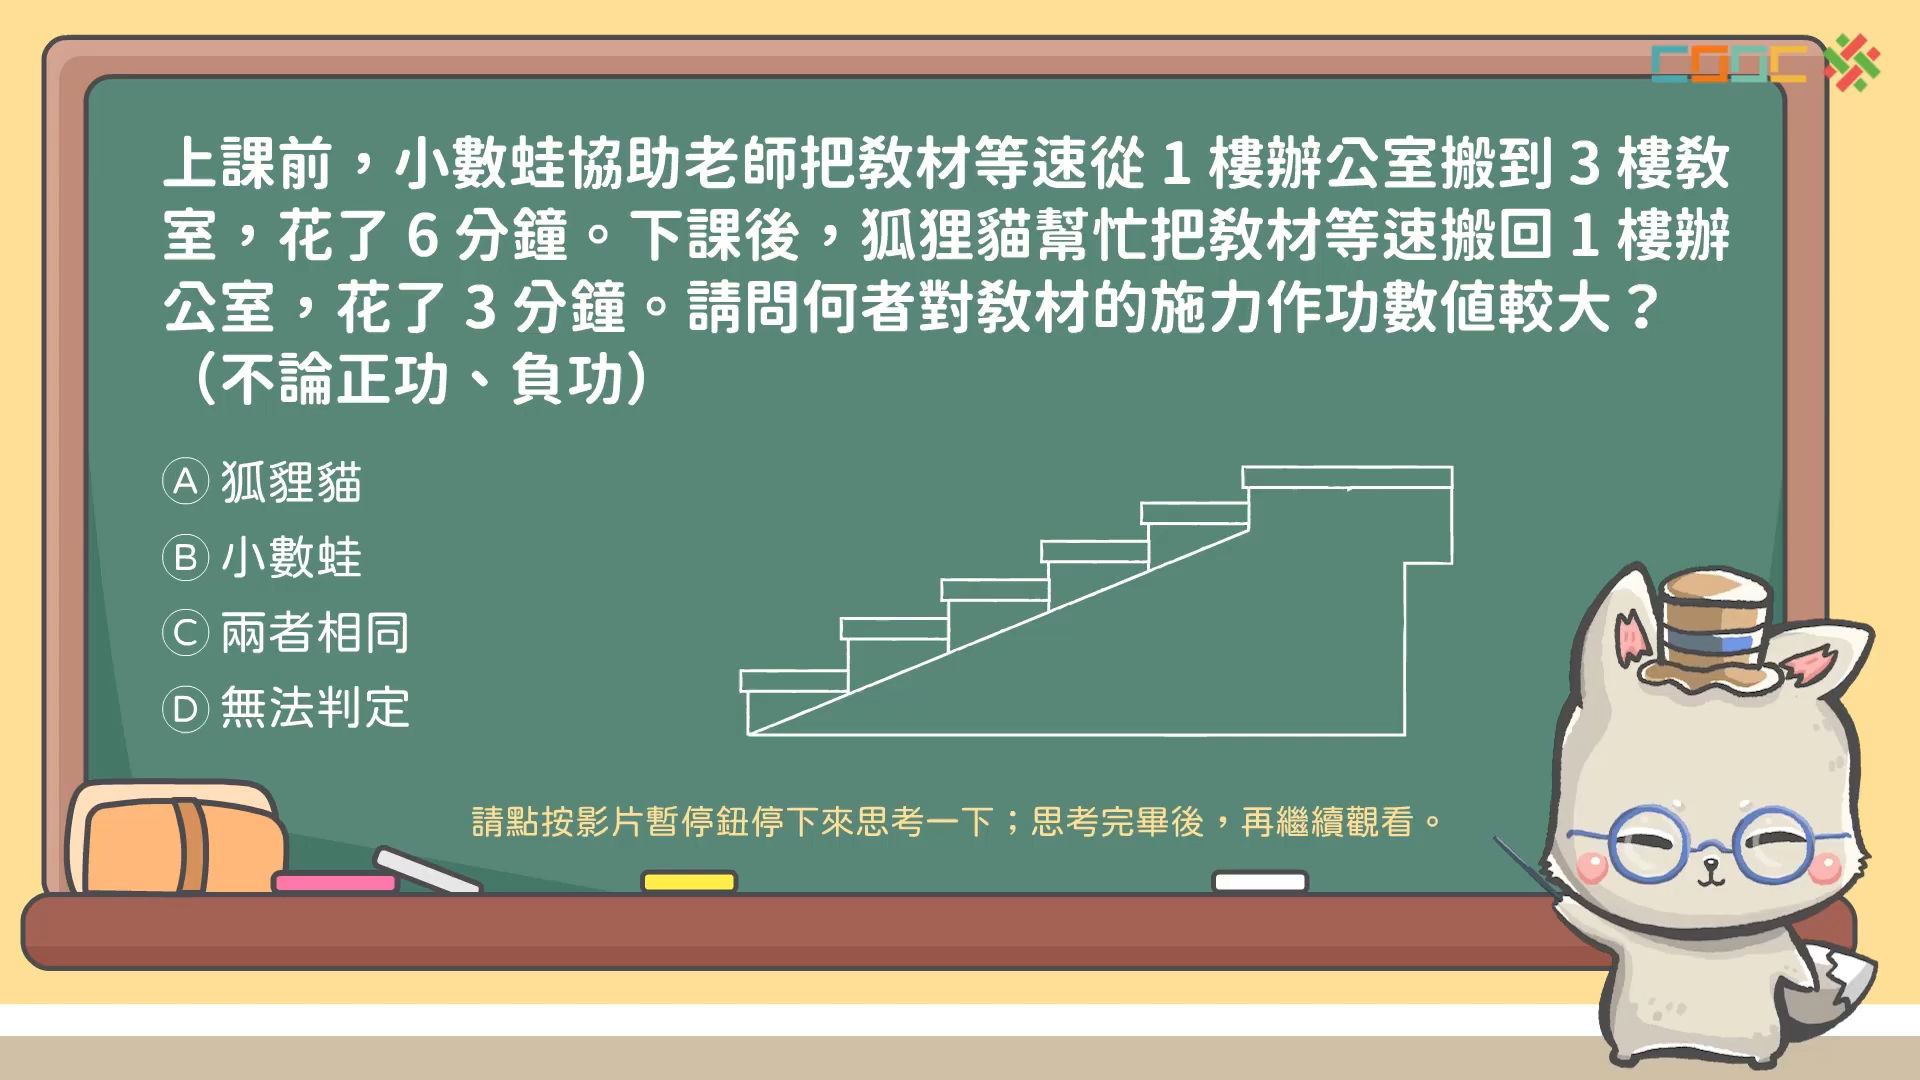 COOC
上課前，小數蛙協助老師把教材等速從 1 樓辦公室搬到 3 樓教
室，花了 6 分鐘。下課後，狐狸貓幫忙把教材等速搬回 1 樓辦
公室，花了 3 分鐘。請問何者對教材的施力作功數值較大？
（不論正功、負功）
Ⓐ 狐貍貓
Ⓑ 小數蛙
Ⓒ 兩者相同
Ⓓ 無法判定
請點按影片暫停鈕停下來思考一下；思考完畢後，再繼續觀看。